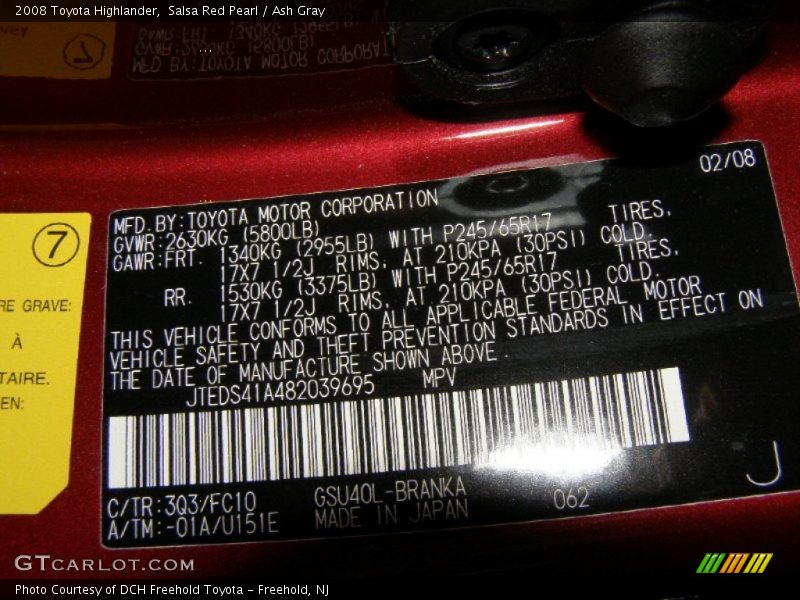 2008 Toyota Highlander,  Salsa Red Pearl / Ash Gray
MFD BY:TOYOTA MOTOR CORPORAT
02/08
MFD.BY:TOYOTA MOTOR CORPORATION
GVWR:2630KG (5800LB)
GAWR:FRT. 1340KG (2955LB) WITH P245/65R17 TIRES,
17X7 1/2J RIMS, AT 210KPA (30PSI) COLD.
RR. 1530KG (3375LB) WITH P245/65R17 TIRES,
17X7 1/2J RIMS, AT 210KPA (30PSI) COLD.
THIS VEHICLE CONFORMS TO ALL APPLICABLE FEDERAL MOTOR
VEHICLE SAFETY AND THEFT PREVENTION STANDARDS IN EFFECT ON
THE DATE OF MANUFACTURE SHOWN ABOVE.
JTEDS41A482039695 MPV
C/TR:3Q3/FC10 GSU40L-BRANKA 062
A/TM:-01A/U151E MADE IN JAPAN
J
7
RE GRAVE:
À
TAIRE.
EN:
GTCARLOT.COM
Photo Courtesy of DCH Freehold Toyota – Freehold, NJ